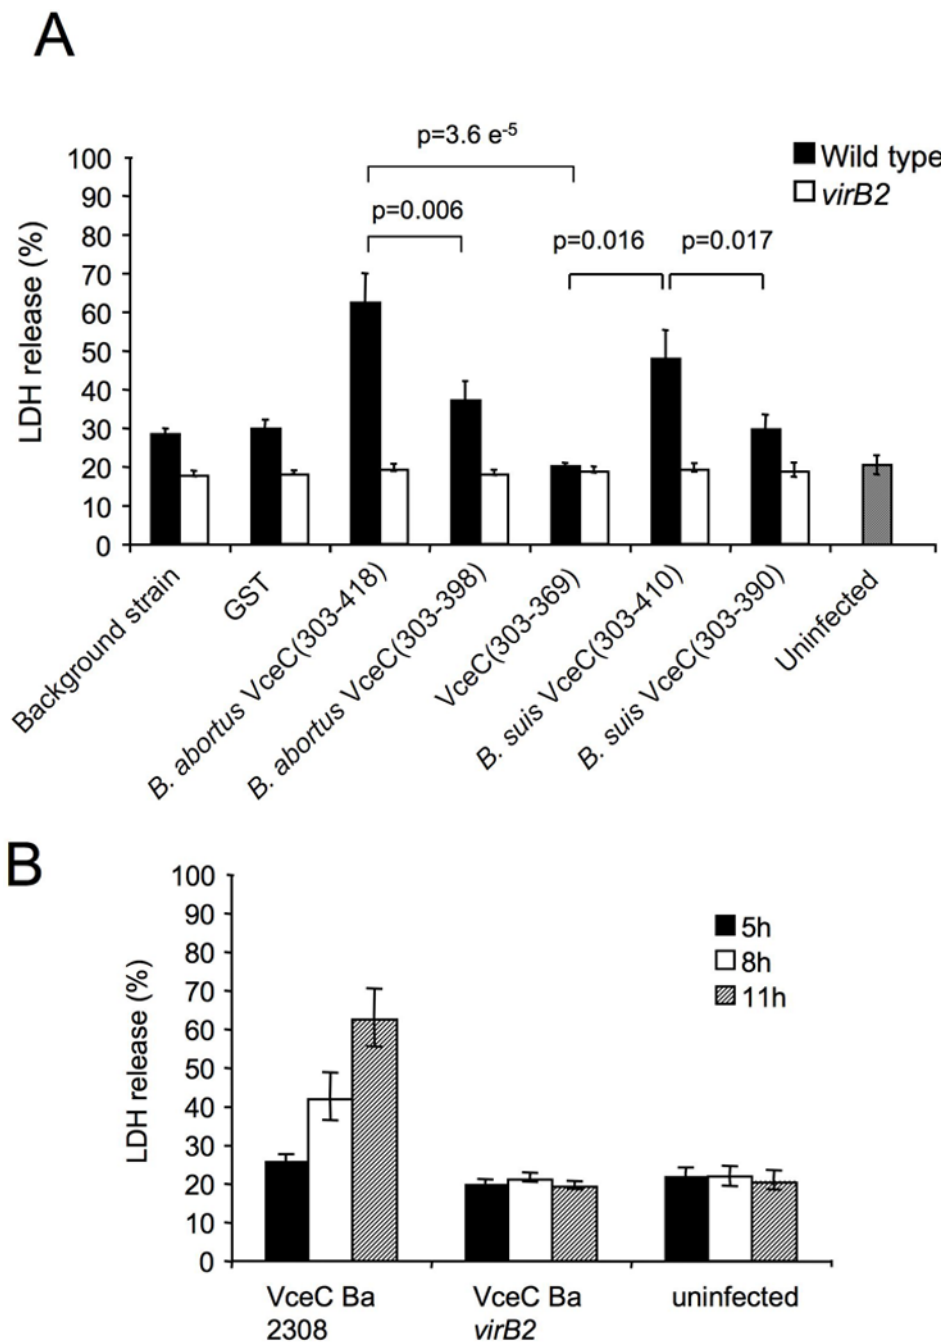 A
p=3.6 e-5
Wild type
virB2
p=0.006
p=0.016
p=0.017
100
90
80
70
60
50
40
30
20
10
0
LDH release (%)
Background strain
GST
B. abortus VceC(303-418)
B. abortus VceC(303-398)
VceC(303-369)
B. suis VceC(303-410)
B. suis VceC(303-390)
Uninfected
B
100
90
80
70
60
50
40
30
20
10
0
LDH release (%)
5h
8h
11h
VceC Ba
2308
VceC Ba
virB2
uninfected